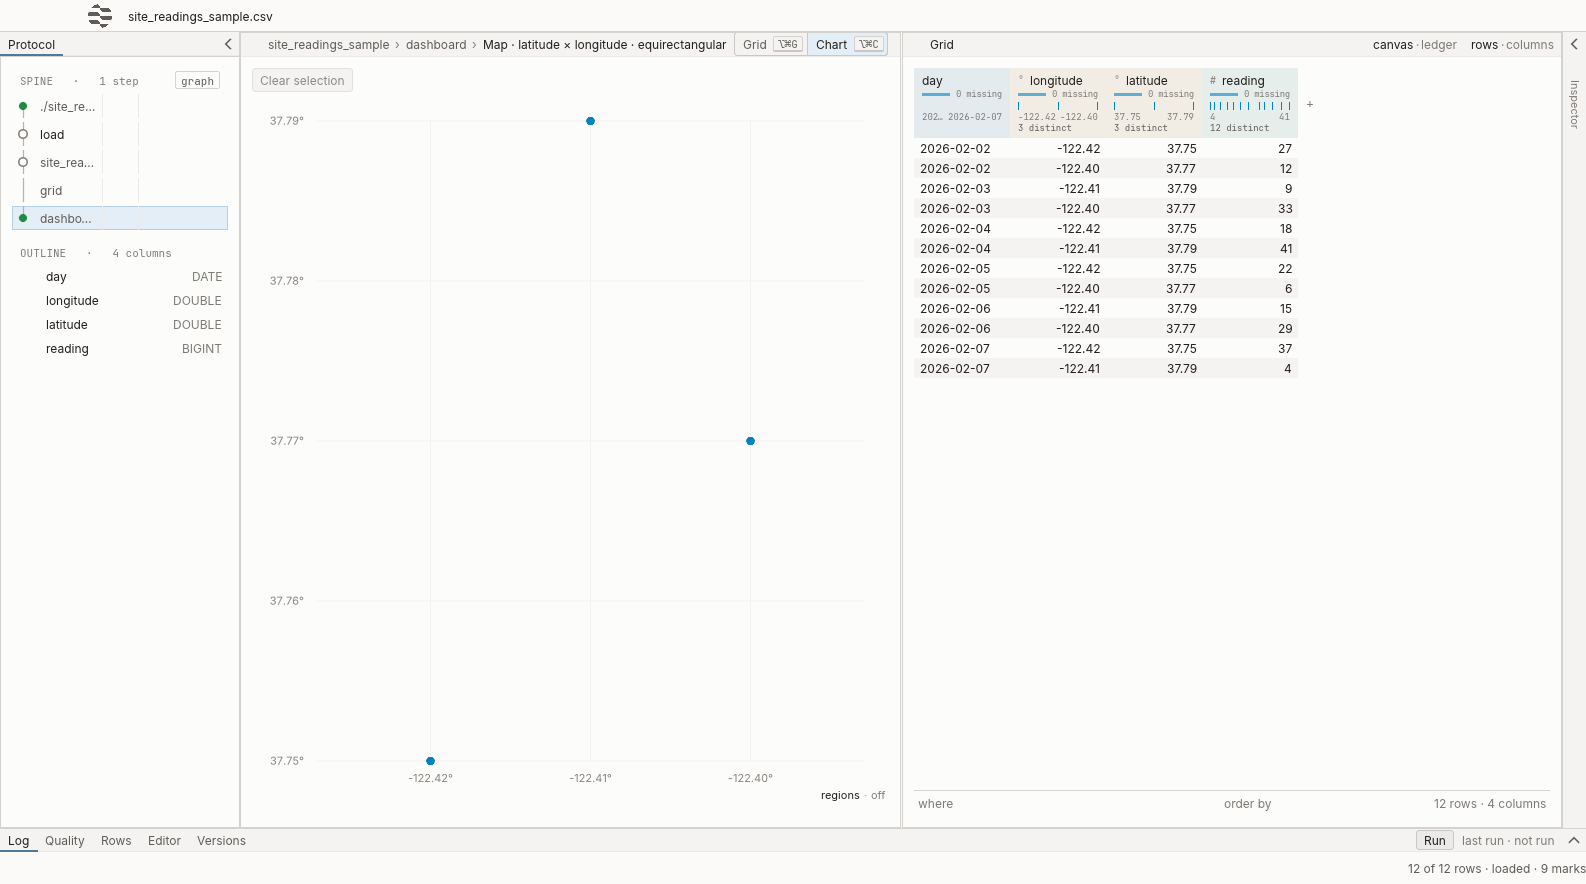 site_readings_sample.csv
Protocol
SPINE · 1 step graph
./site_re...
load
site_rea...
grid
dashbo...
OUTLINE · 4 columns
day DATE
longitude DOUBLE
latitude DOUBLE
reading BIGINT
site_readings_sample › dashboard › Map · latitude × longitude · equirectangular
Grid ⌥⌘G Chart ⌥⌘C
Clear selection
37.79°
37.78°
37.77°
37.76°
37.75°
-122.42° -122.41° -122.40°
regions · off
Grid canvas · ledger rows · columns
day ° longitude ° latitude # reading
0 missing 0 missing 0 missing 0 missing
202… 2026-02-07 -122.42 -122.40 37.75 37.79 4 41
3 distinct 3 distinct 12 distinct
+
2026-02-02 -122.42 37.75 27
2026-02-02 -122.40 37.77 12
2026-02-03 -122.41 37.79 9
2026-02-03 -122.40 37.77 33
2026-02-04 -122.42 37.75 18
2026-02-04 -122.41 37.79 41
2026-02-05 -122.42 37.75 22
2026-02-05 -122.40 37.77 6
2026-02-06 -122.41 37.79 15
2026-02-06 -122.40 37.77 29
2026-02-07 -122.42 37.75 37
2026-02-07 -122.41 37.79 4
where order by 12 rows · 4 columns
Inspector
Log Quality Rows Editor Versions
Run last run · not run
12 of 12 rows · loaded · 9 marks